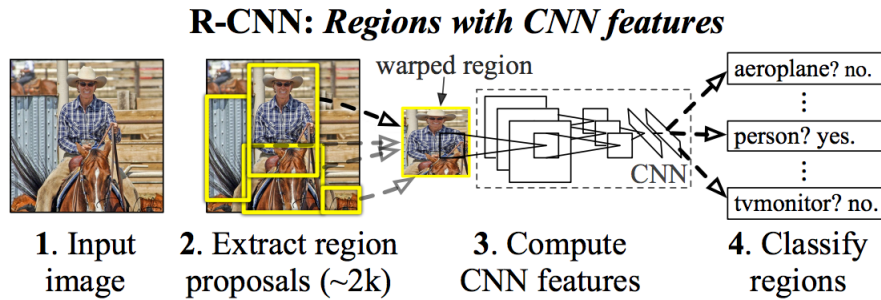 R-CNN: Regions with CNN features
warped region
aeroplane? no.
person? yes.
tvmonitor? no.
CNN
1. Input
image
2. Extract region
proposals (~2k)
3. Compute
CNN features
4. Classify
regions